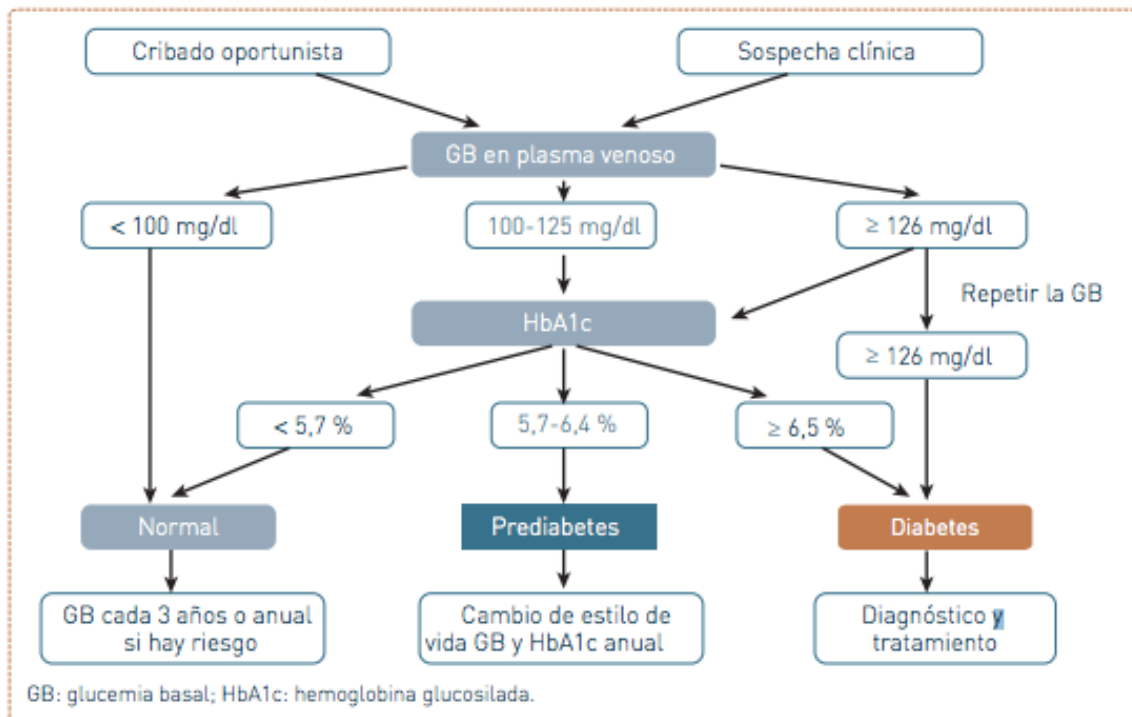 Cribado oportunista
Sospecha clínica
GB en plasma venoso
< 100 mg/dl
100-125 mg/dl
≥ 126 mg/dl
Repetir la GB
HbA1c
≥ 126 mg/dl
< 5,7 %
5,7-6,4 %
≥ 6,5 %
Normal
Prediabetes
Diabetes
GB cada 3 años o anual
si hay riesgo
Cambio de estilo de
vida GB y HbA1c anual
Diagnóstico y
tratamiento
GB: glucemia basal; HbA1c: hemoglobina glucosilada.